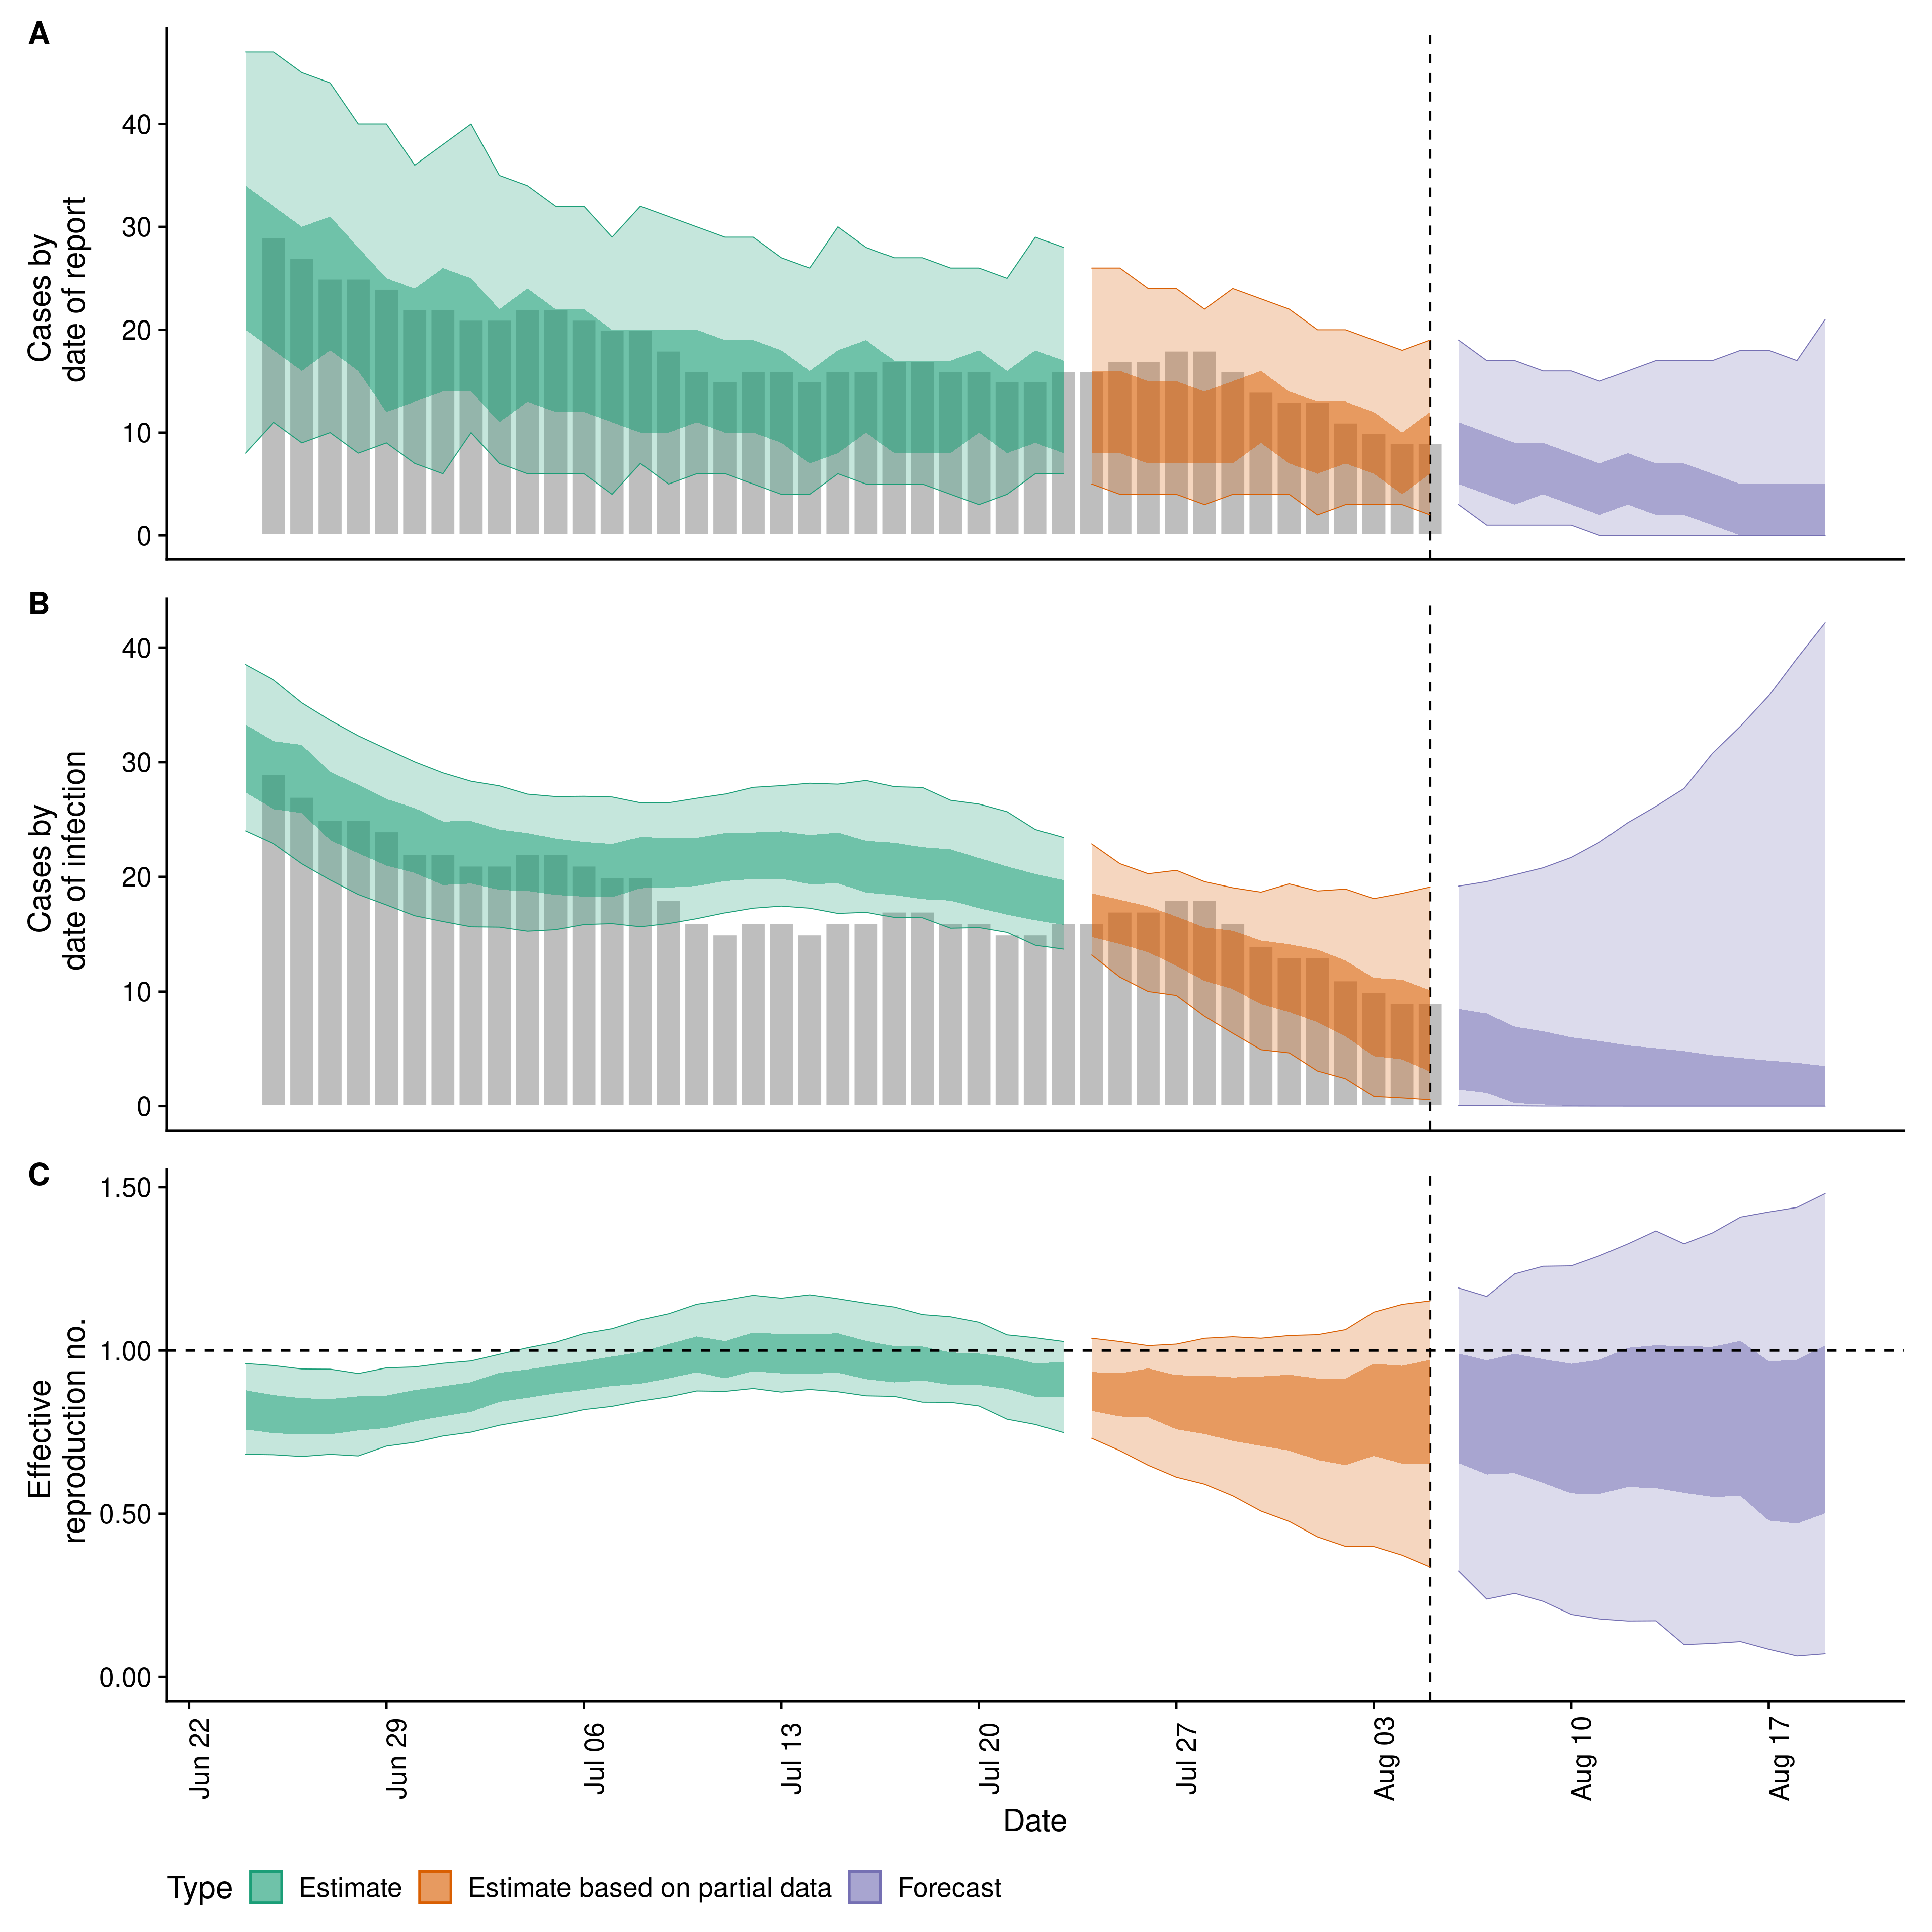 A
Cases by
date of report
40
30
20
10
0
B
Cases by
date of infection
40
30
20
10
0
C
Effective
reproduction no.
1.50
1.00
0.50
0.00
Jun 22
Jun 29
Jul 06
Jul 13
Jul 20
Jul 27
Aug 03
Aug 10
Aug 17
Date
Type Estimate Estimate based on partial data Forecast